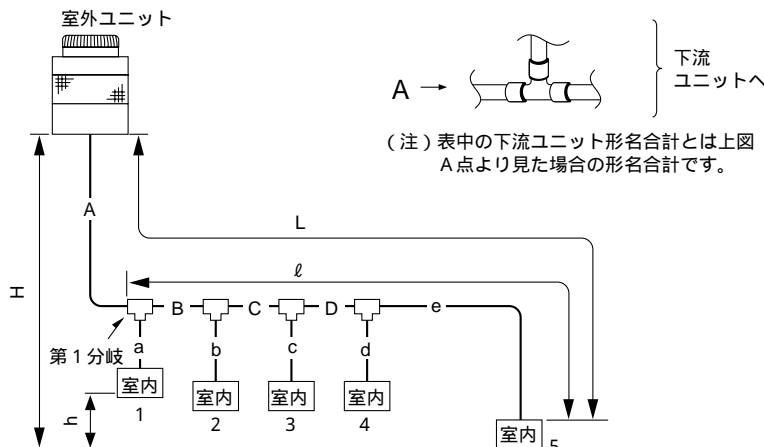 室外ユニット
A
下流
ユニットへ
(注)表中の下流ユニット形名合計とは上図
A点より見た場合の形名合計です。
A
L
H
ℓ
B
C
D
e
第1分岐
a
b
c
d
室内
室内
室内
室内
室内
h
1
2
3
4
5